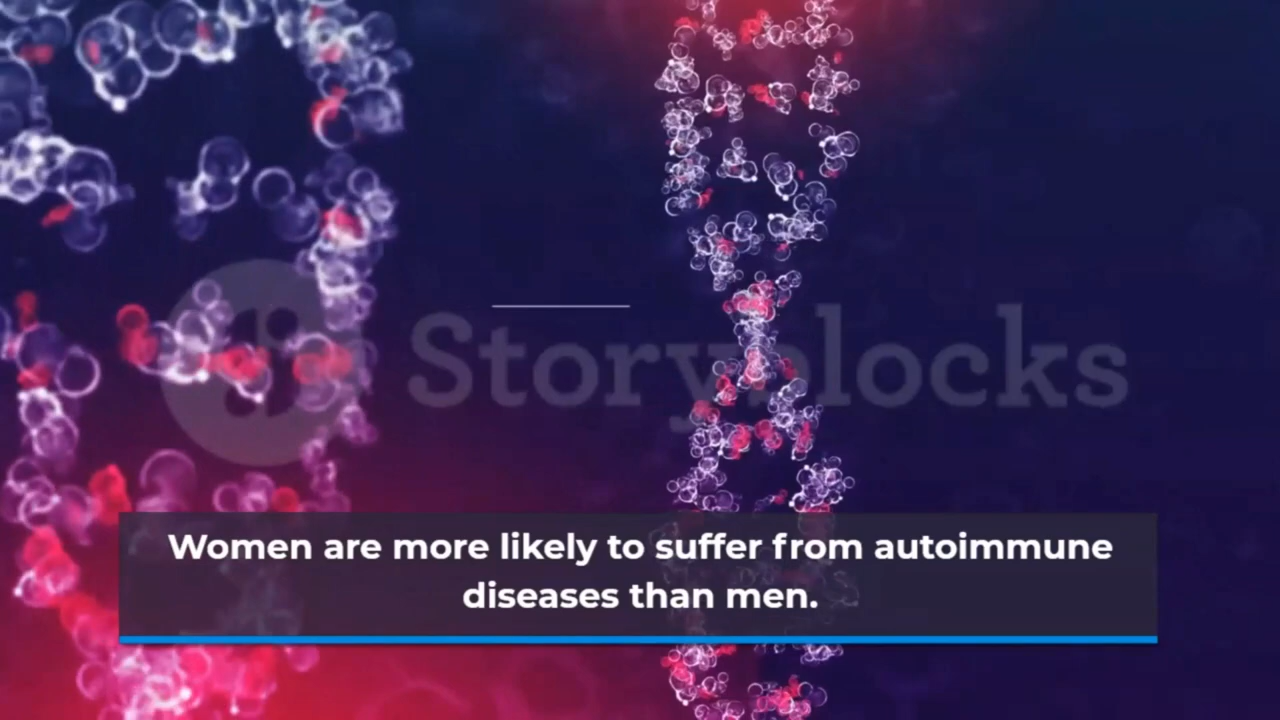 Storyblocks
Women are more likely to suffer from autoimmune
diseases than men.